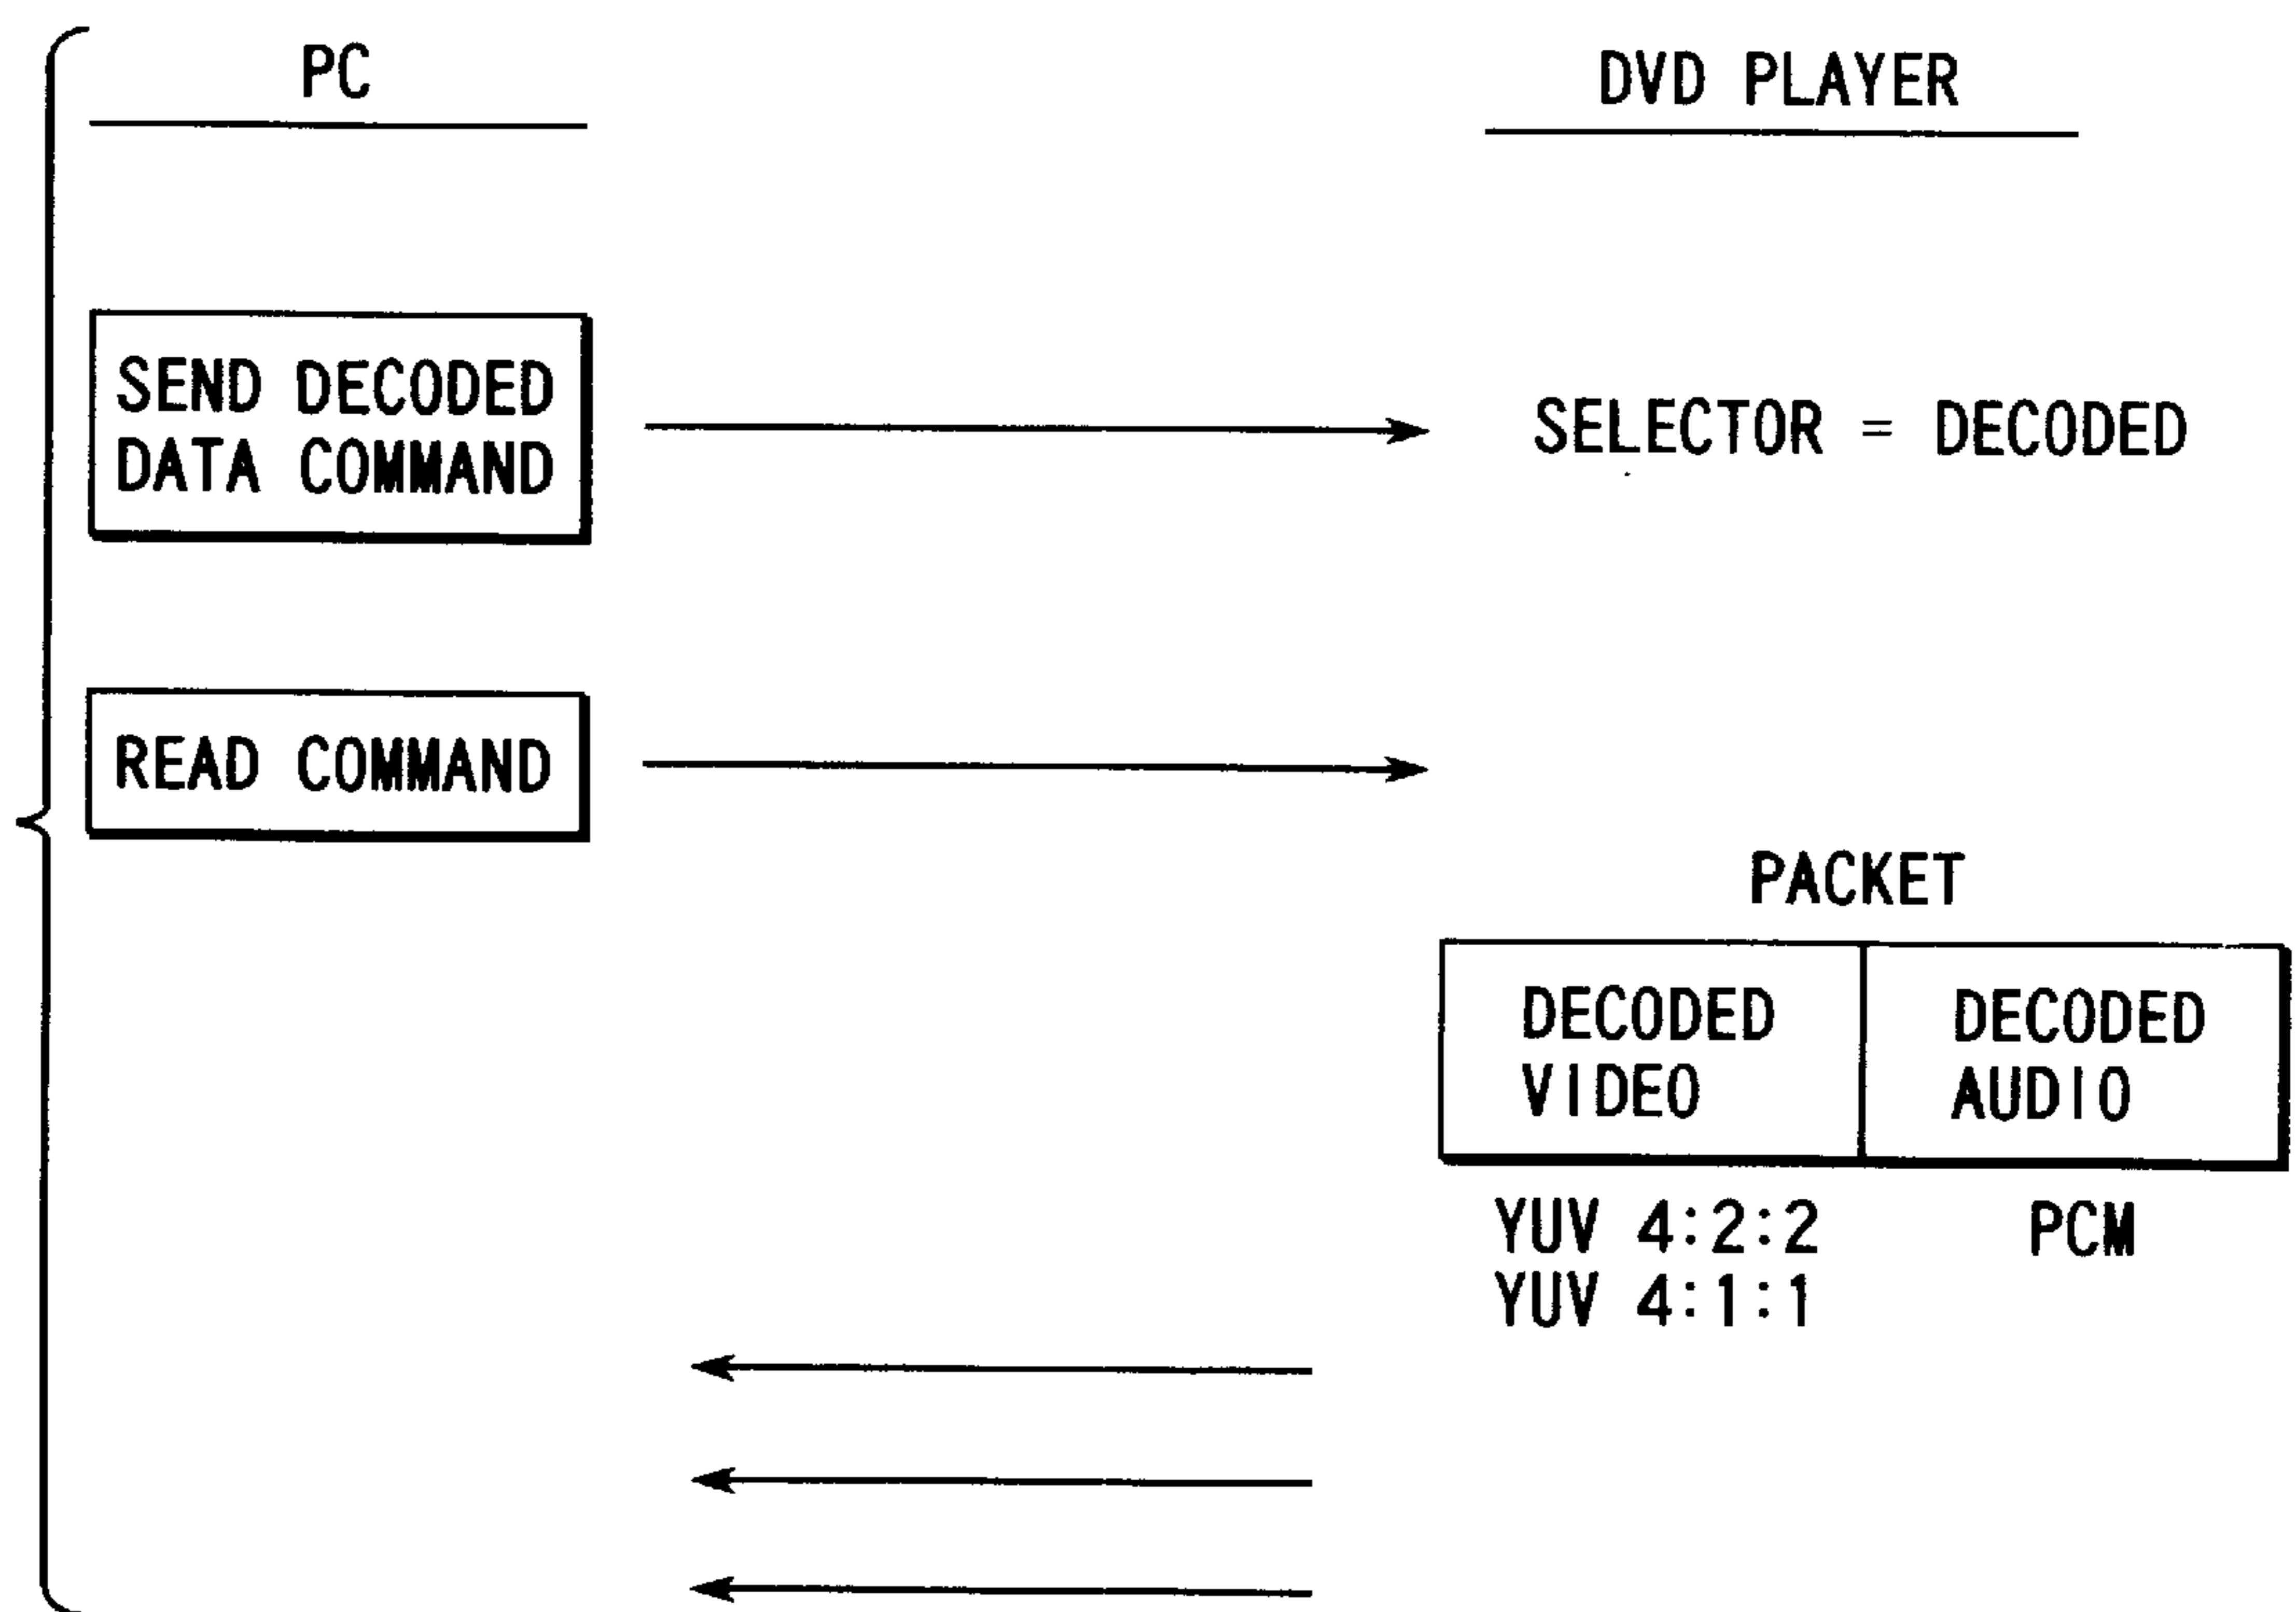 PC
DVD PLAYER
SEND DECODED
DATA COMMAND
SELECTOR = DECODED
READ COMMAND
PACKET
DECODED
VIDEO
DECODED
AUDIO
YUV 4:2:2
YUV 4:1:1
PCM